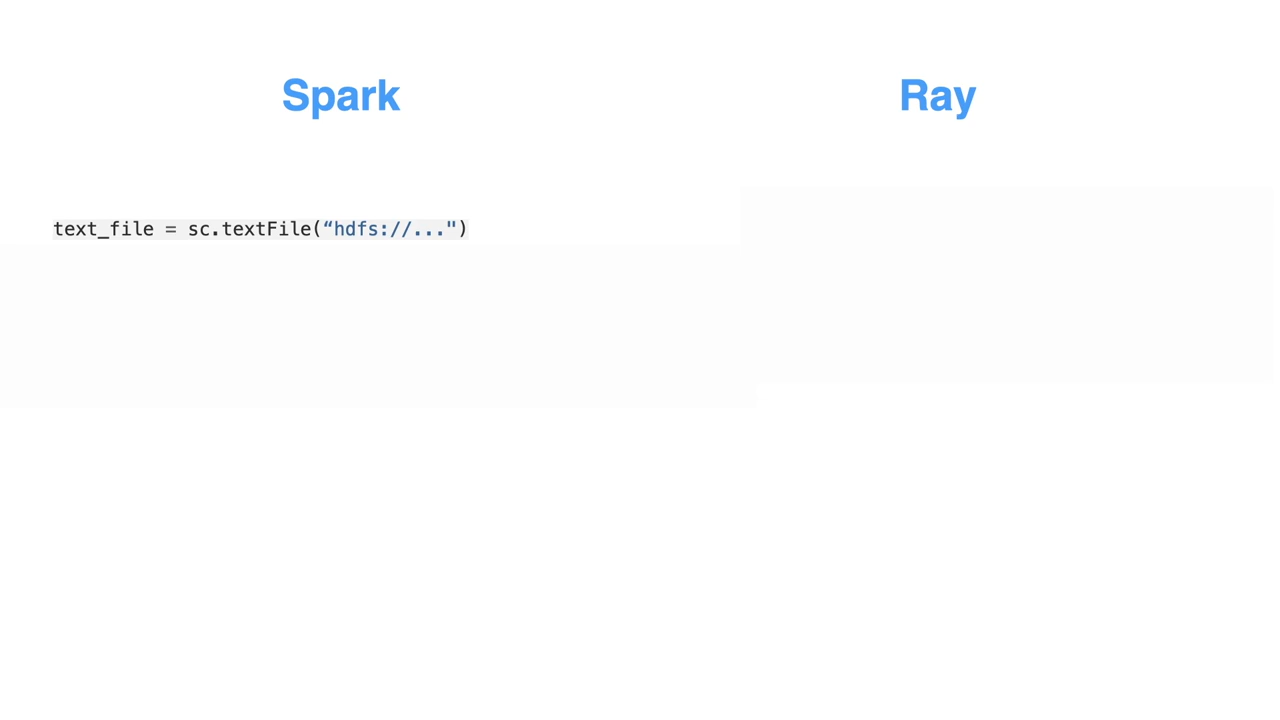 Spark
Ray
text_file = sc.textFile(“hdfs://...")